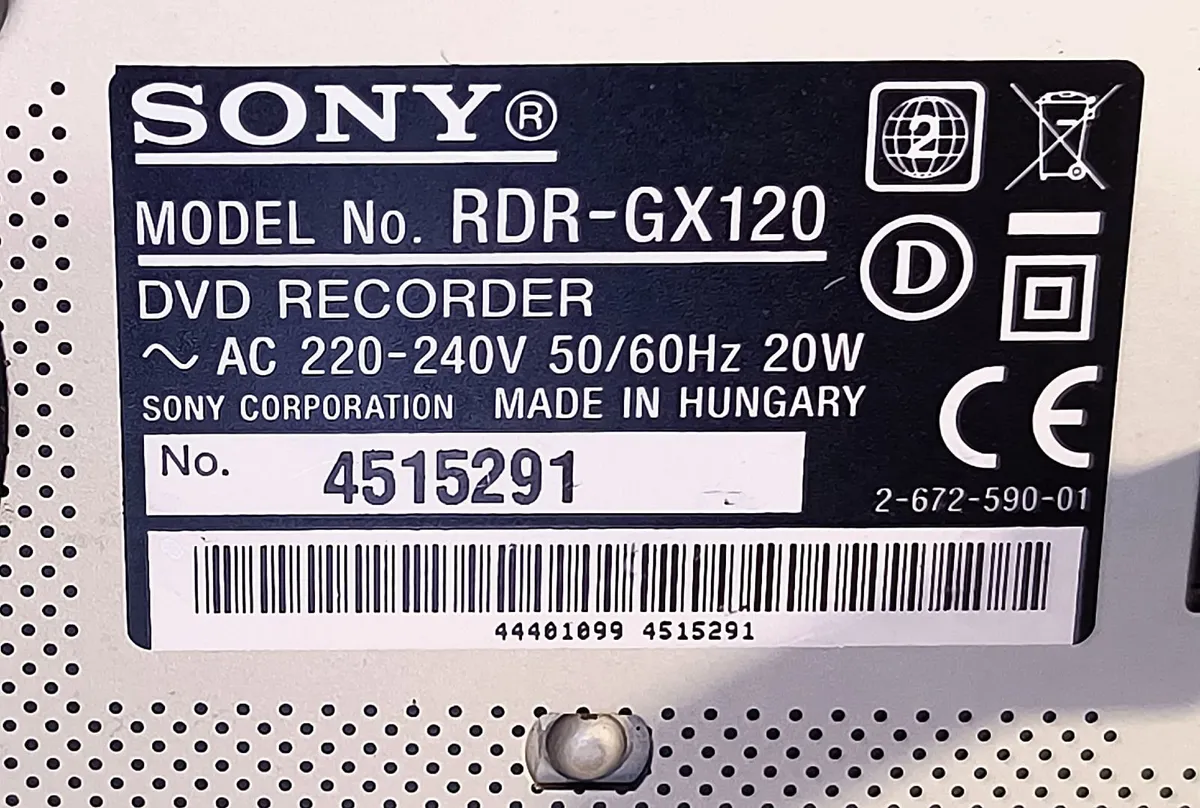 SONY®
MODEL No. RDR-GX120
DVD RECORDER
~ AC 220-240V 50/60Hz 20W
SONY CORPORATION MADE IN HUNGARY
No. 4515291
2
D
CE
2-672-590-01
44401099 4515291